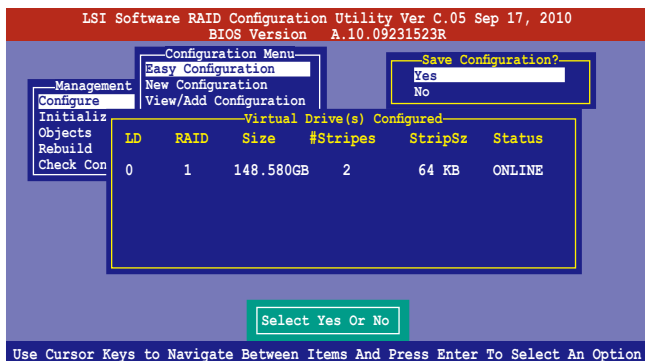 LSI Software RAID Configuration Utility Ver C.05 Sep 17, 2010
BIOS Version A.10.09231523R
Configuration Menu
Easy Configuration
New Configuration
View/Add Configuration
Save Configuration?
Yes
No
Management
Configure
Initializ
Objects
Rebuild
Check Con
Virtual Drive(s) Configured
LD RAID Size #Stripes StripSz Status
0 1 148.580GB 2 64 KB ONLINE
Select Yes Or No
Use Cursor Keys to Navigate Between Items And Press Enter To Select An Option